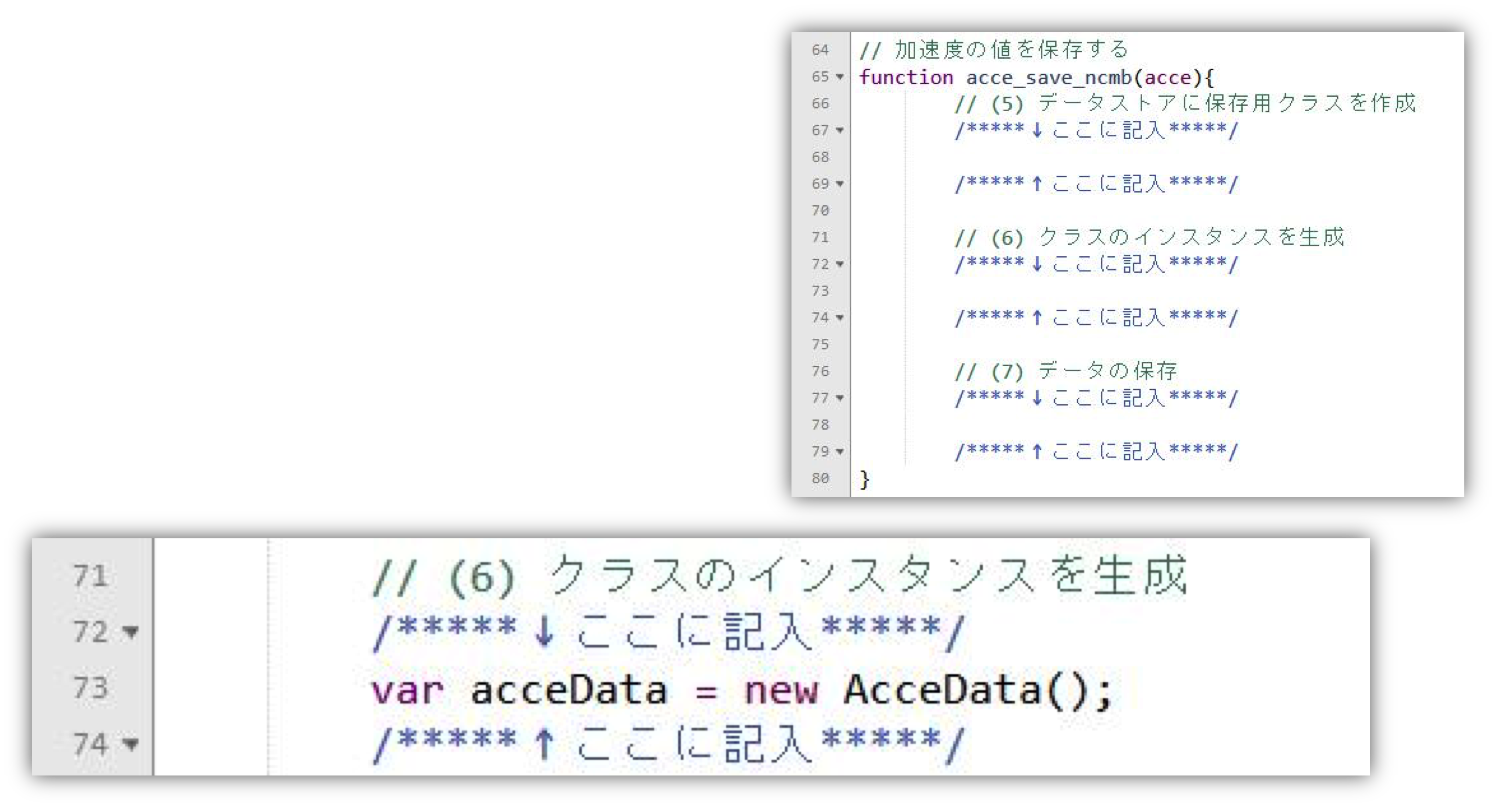 64 // 加速度の値を保存する
65 function acce_save_ncmb(acce){
66 // (5) データストアに保存用クラスを作成
67 /*****↓ここに記入*****/
68
69 /*****↑ここに記入*****/
70
71 // (6) クラスのインスタンスを生成
72 /*****↓ここに記入*****/
73
74 /*****↑ここに記入*****/
75
76 // (7) データの保存
77 /*****↓ここに記入*****/
78
79 /*****↑ここに記入*****/
80 }
71 // (6) クラスのインスタンスを生成
72 /*****↓ここに記入*****/
73 var acceData = new AcceData();
74 /*****↑ここに記入*****/